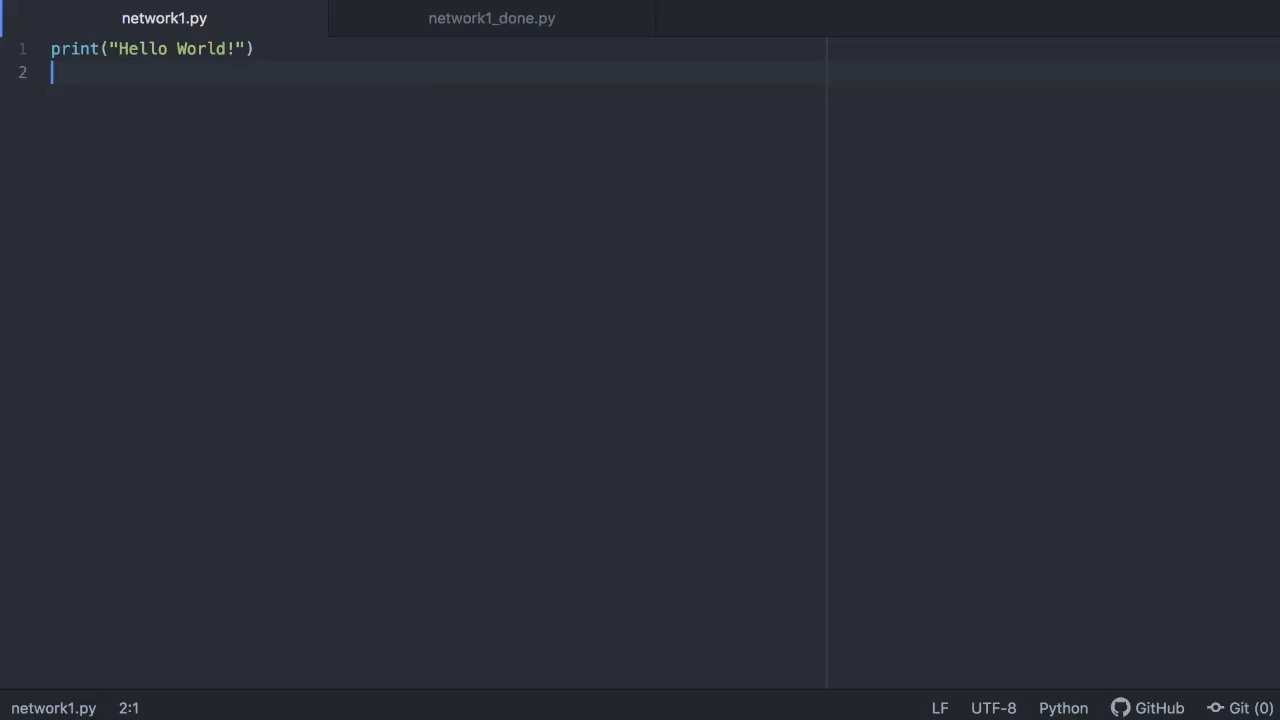 network1.py network1_done.py
1 print("Hello World!")
2
network1.py 2:1 LF UTF-8 Python GitHub Git (0)